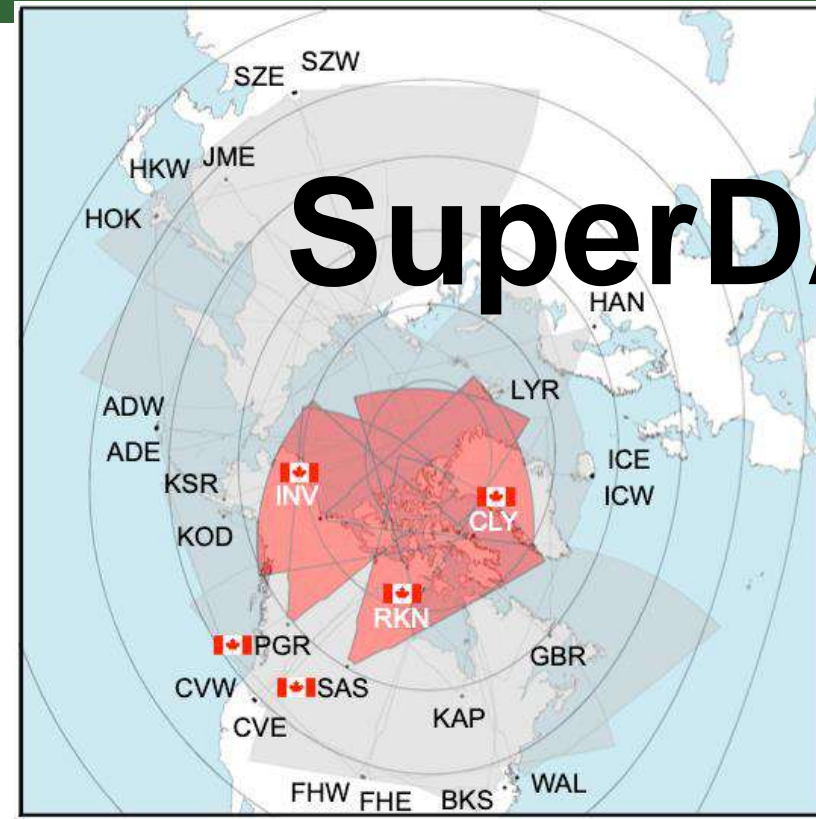 SZE SZW
HKW JME
HOK
SuperDA
HAN
LYR
ADW
ADE
KSR
ICE
ICW
INV
CLY
KOD
RKN
PGR
GBR
CVW
SAS
KAP
CVE
FHW FHE BKS WAL